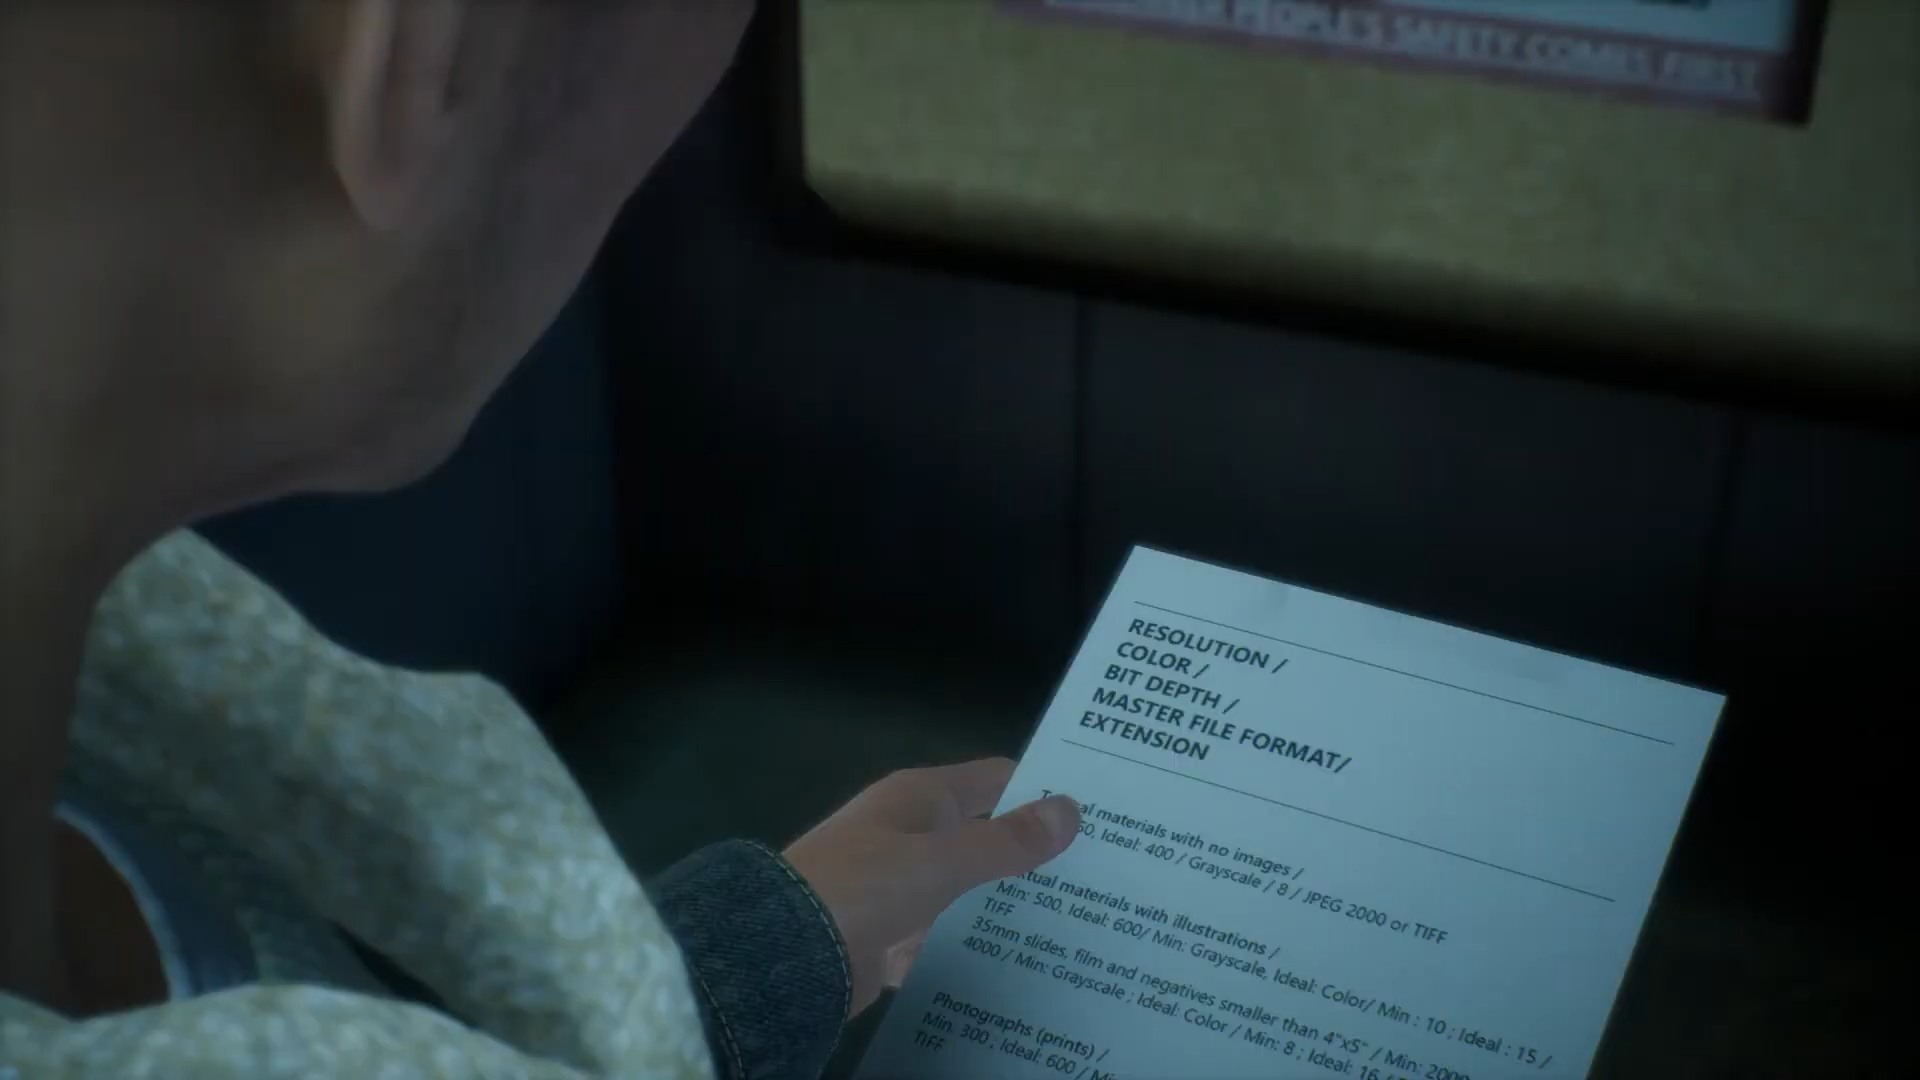 PEOPLE'S SAFETY COMES FIRST
RESOLUTION /
COLOR /
BIT DEPTH /
MASTER FILE FORMAT/
EXTENSION
materials with no images /
Ideal: 400 / Grayscale / 8 / JPEG 2000 or TIFF
materials with illustrations /
Min: 500, Ideal: 600/ Min: Grayscale, Ideal: Color/ Min : 10 ; Ideal : 15 /
TIFF
35mm slides, film and negatives smaller than 4"x5" / Min: 2000
4000 / Min: Grayscale ; Ideal: Color / Min: 8 ; Ideal: 16 /
Photographs (prints) /
Min 300 ; Ideal: 600 /
TIFF